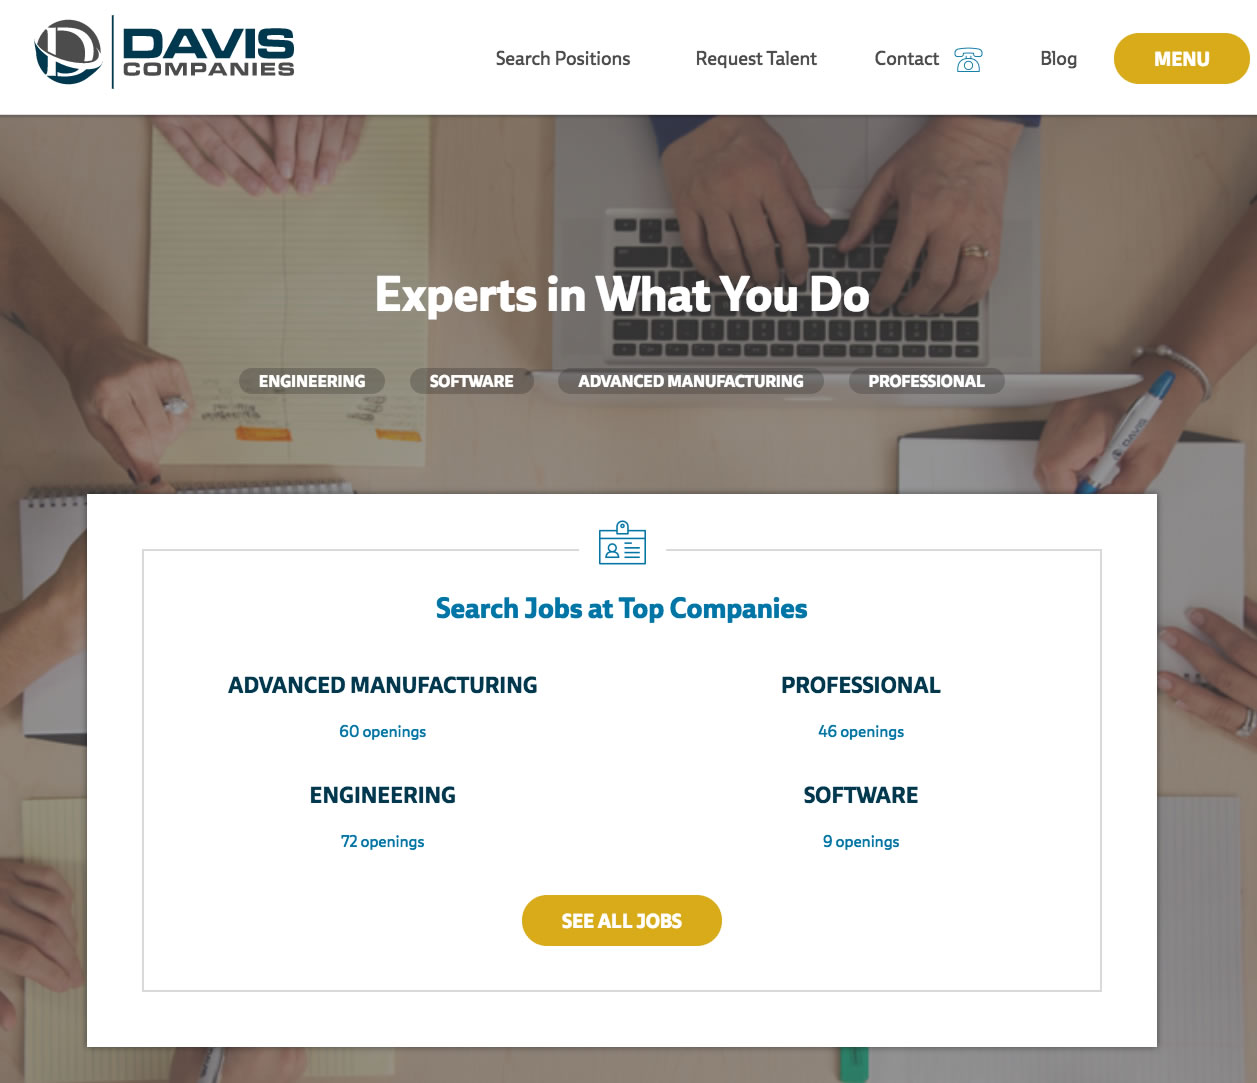 DAVIS
COMPANIES
Search Positions
Request Talent
Contact
Blog
MENU
Experts in What You Do
ENGINEERING
SOFTWARE
ADVANCED MANUFACTURING
PROFESSIONAL
DAVIS
Search Jobs at Top Companies
ADVANCED MANUFACTURING
60 openings
PROFESSIONAL
46 openings
ENGINEERING
72 openings
SOFTWARE
9 openings
SEE ALL JOBS